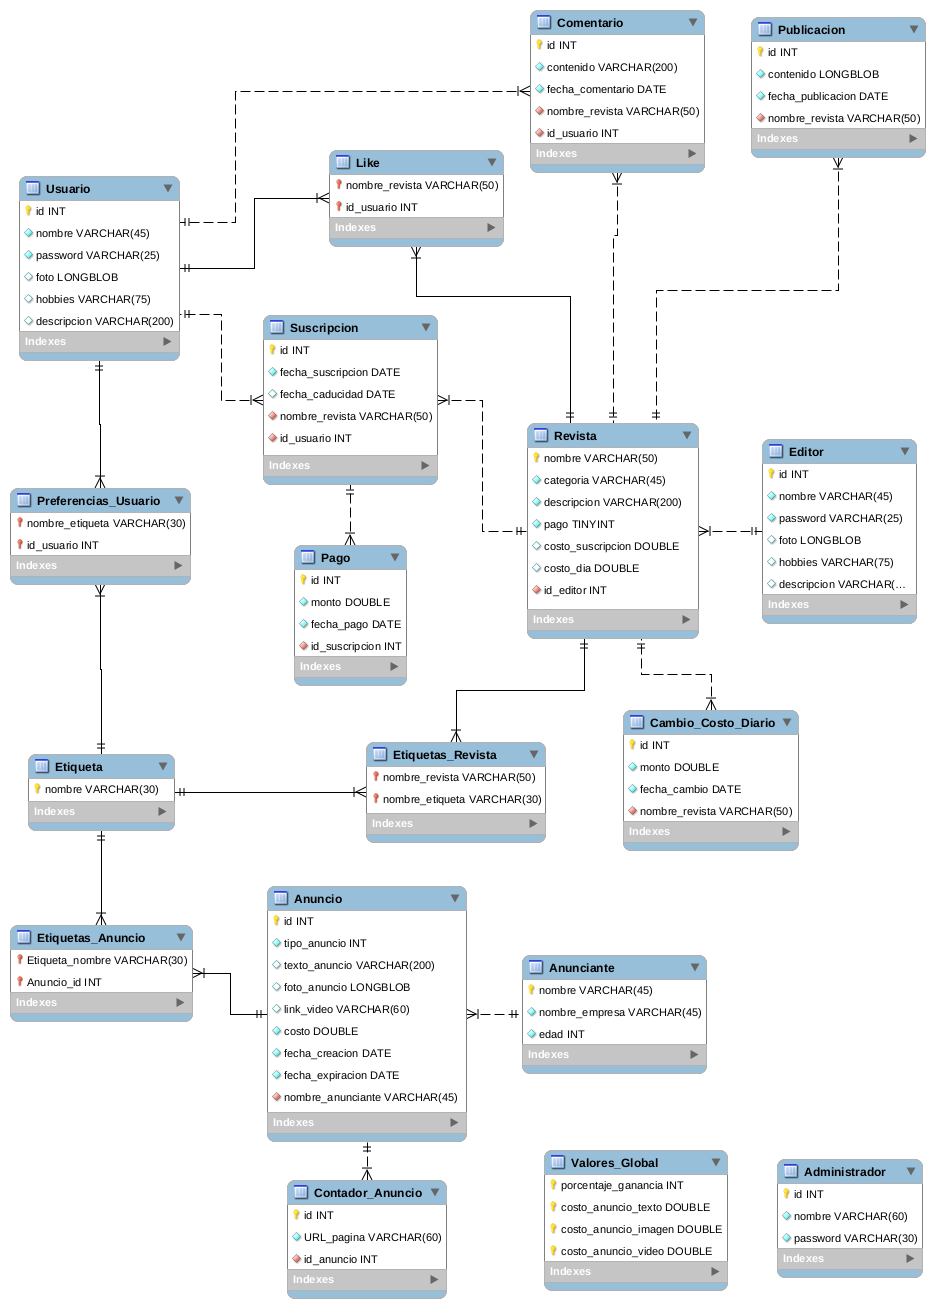 Comentario
id INT
contenido VARCHAR(200)
fecha_comentario DATE
nombre_revista VARCHAR(50)
id_usuario INT
Indexes
Publicacion
id INT
contenido LONGBLOB
fecha_publicacion DATE
nombre_revista VARCHAR(50)
Indexes
Like
nombre_revista VARCHAR(50)
id_usuario INT
Indexes
Usuario
id INT
nombre VARCHAR(45)
password VARCHAR(25)
foto LONGBLOB
hobbies VARCHAR(75)
descripcion VARCHAR(200)
Indexes
Suscripcion
id INT
fecha_suscripcion DATE
fecha_caducidad DATE
nombre_revista VARCHAR(50)
id_usuario INT
Indexes
Revista
nombre VARCHAR(50)
categoria VARCHAR(45)
descripcion VARCHAR(200)
pago TINYINT
costo_suscripcion DOUBLE
costo_dia DOUBLE
id_editor INT
Indexes
Editor
id INT
nombre VARCHAR(45)
password VARCHAR(25)
foto LONGBLOB
hobbies VARCHAR(75)
descripcion VARCHAR(...
Indexes
Preferencias_Usuario
nombre_etiqueta VARCHAR(30)
id_usuario INT
Indexes
Pago
id INT
monto DOUBLE
fecha_pago DATE
id_suscripcion INT
Indexes
Cambio_Costo_Diario
id INT
monto DOUBLE
fecha_cambio DATE
nombre_revista VARCHAR(50)
Indexes
Etiquetas_Revista
nombre_revista VARCHAR(50)
nombre_etiqueta VARCHAR(30)
Indexes
Etiqueta
nombre VARCHAR(30)
Indexes
Etiquetas_Anuncio
Etiqueta_nombre VARCHAR(30)
Anuncio_id INT
Indexes
Anuncio
id INT
tipo_anuncio INT
texto_anuncio VARCHAR(200)
foto_anuncio LONGBLOB
link_video VARCHAR(60)
costo DOUBLE
fecha_creacion DATE
fecha_expiracion DATE
nombre_anunciante VARCHAR(45)
Indexes
Anunciante
nombre VARCHAR(45)
nombre_empresa VARCHAR(45)
edad INT
Indexes
Contador_Anuncio
id INT
URL_pagina VARCHAR(60)
id_anuncio INT
Indexes
Valores_Global
porcentaje_ganancia INT
costo_anuncio_texto DOUBLE
costo_anuncio_imagen DOUBLE
costo_anuncio_video DOUBLE
Indexes
Administrador
id INT
nombre VARCHAR(60)
password VARCHAR(30)
Indexes